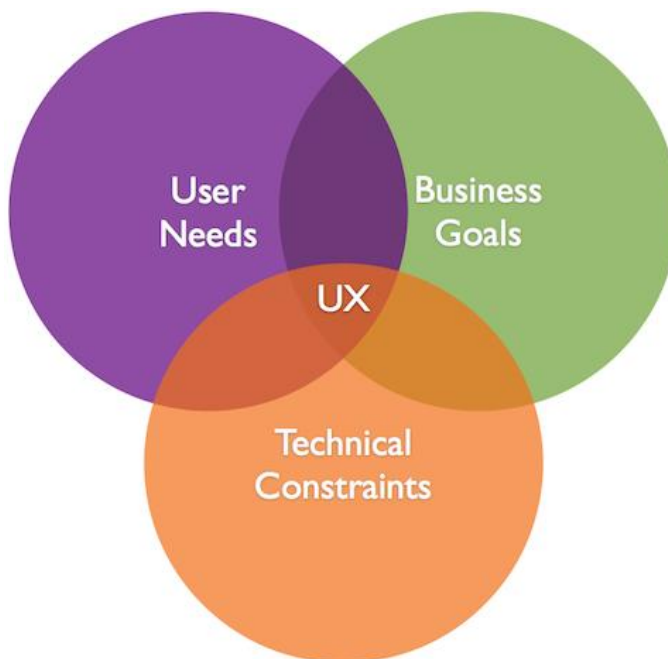 User
Needs
Business
Goals
UX
Technical
Constraints